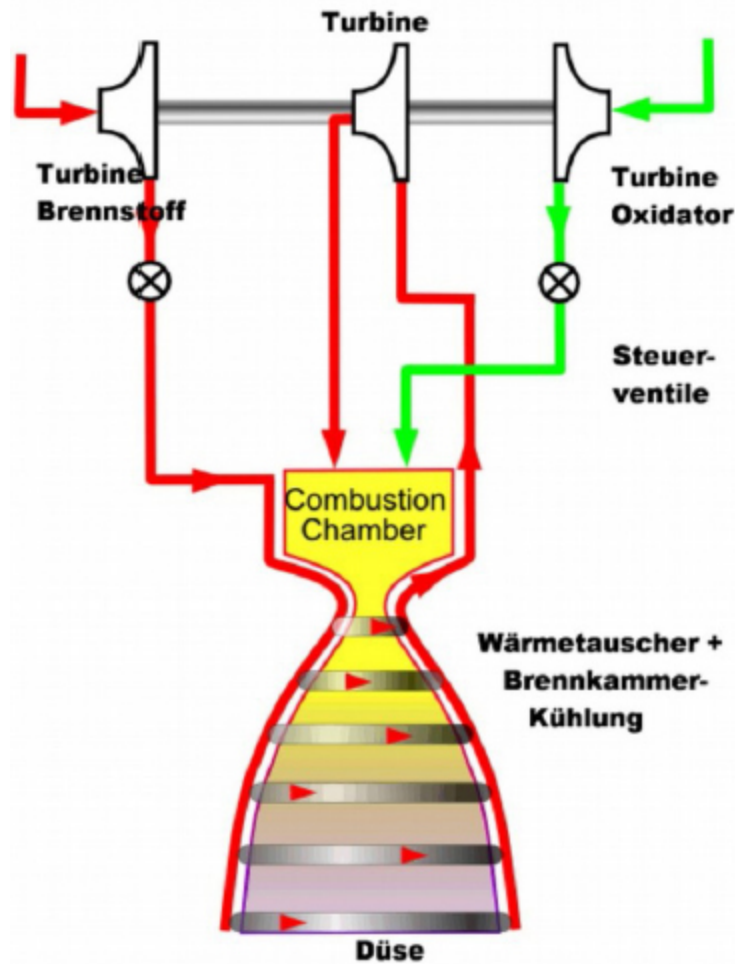 Turbine
Turbine
Brennstoff
Turbine
Oxidator
Steuer-
ventile
Combustion
Chamber
Wärmetauscher +
Brennkammer-
Kühlung
Düse